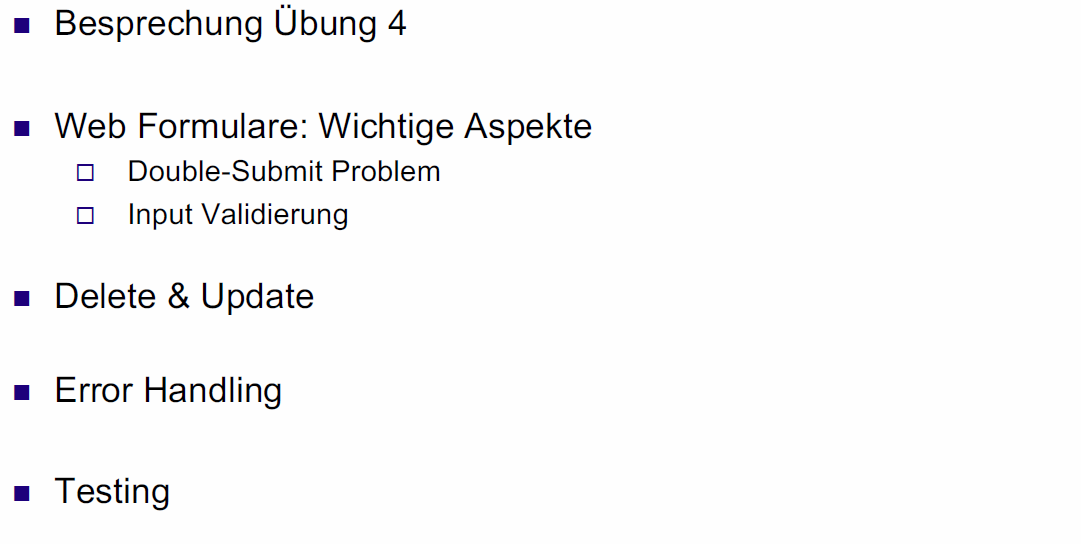 Besprechung Übung 4
Web Formulare: Wichtige Aspekte
Double-Submit Problem
Input Validierung
Delete & Update
Error Handling
Testing